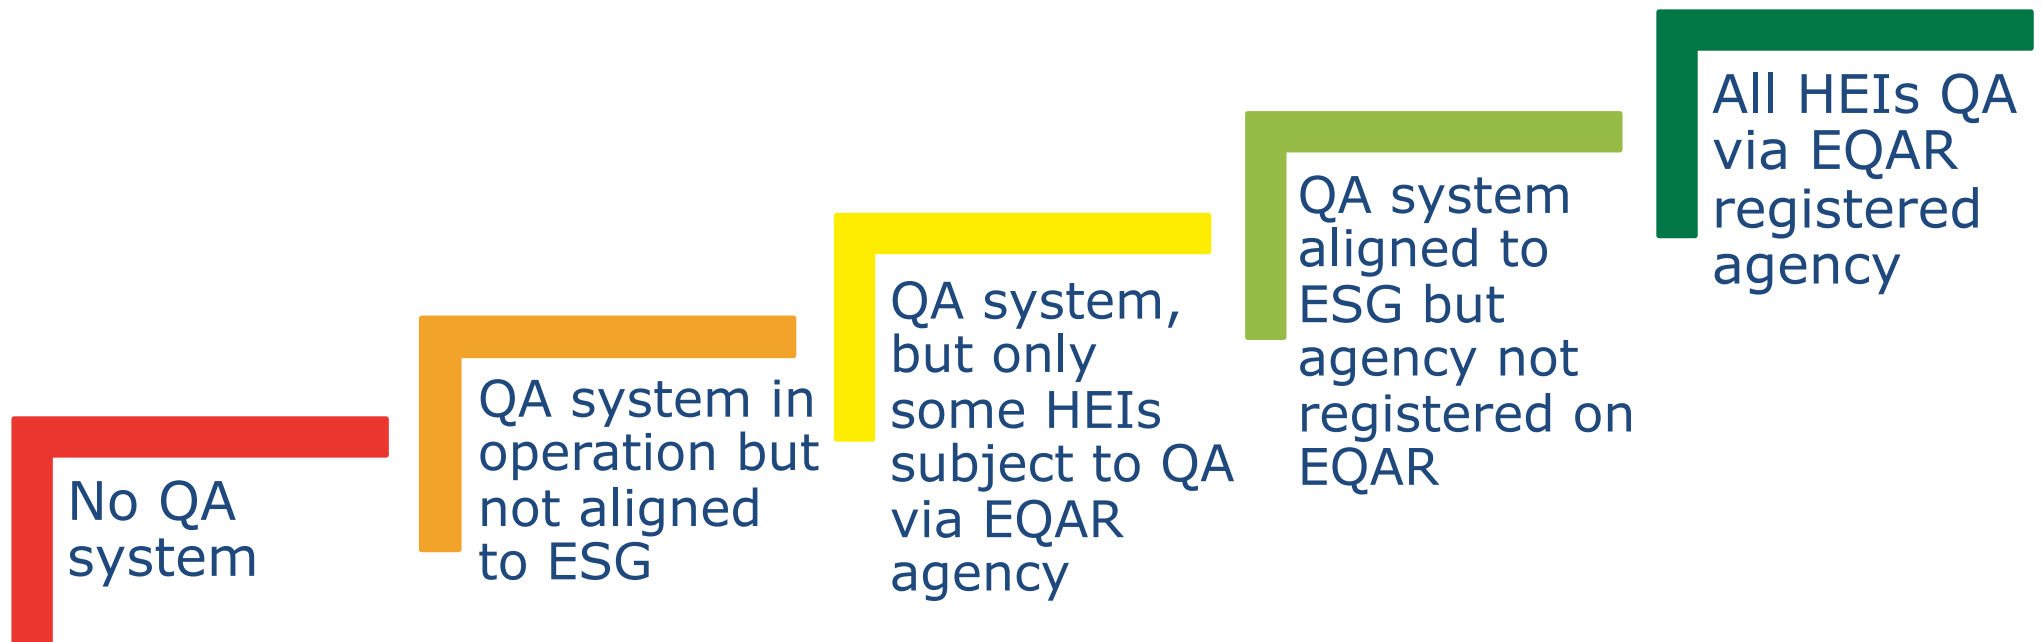 No QA
system
QA system in
operation but
not aligned
to ESG
QA system,
but only
some HEIs
subject to QA
via EQAR
agency
QA system
aligned to
ESG but
agency not
registered on
EQAR
All HEIs QA
via EQAR
registered
agency